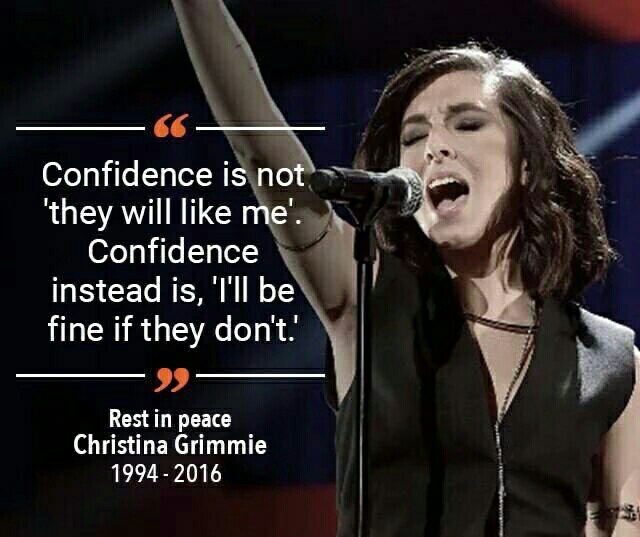 “
Confidence is not
'they will like me'.
Confidence
instead is, 'I'll be
fine if they don't.'
”
Rest in peace
Christina Grimmie
1994 - 2016